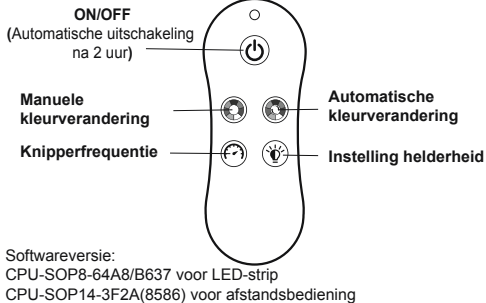 ON/OFF
(Automatische uitschakeling
na 2 uur)
Manuele
kleurverandering
Automatische
kleurverandering
Knipperfrequentie
Instelling helderheid
Softwareversie:
CPU-SOP8-64A8/B637 voor LED-strip
CPU-SOP14-3F2A(8586) voor afstandsbediening